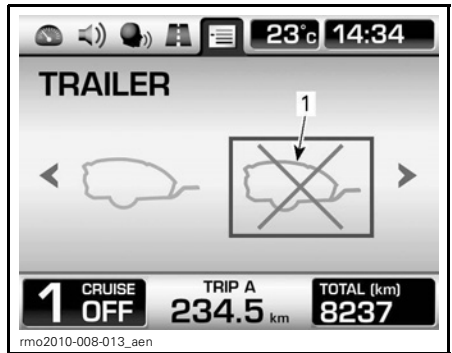 23°c 14:34
TRAILER
1
1 CRUISE OFF TRIP A 234.5 km TOTAL (km) 8237
rmo2010-008-013_aen